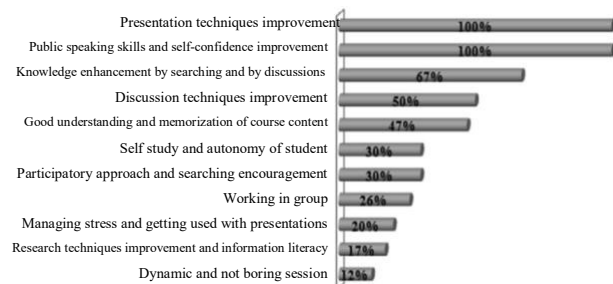 Presentation techniques improvement 100%
Public speaking skills and self-confidence improvement 100%
Knowledge enhancement by searching and by discussions 67%
Discussion techniques improvement 50%
Good understanding and memorization of course content 47%
Self study and autonomy of student 30%
Participatory approach and searching encouragement 30%
Working in group 26%
Managing stress and getting used with presentations 20%
Research techniques improvement and information literacy 17%
Dynamic and not boring session 12%